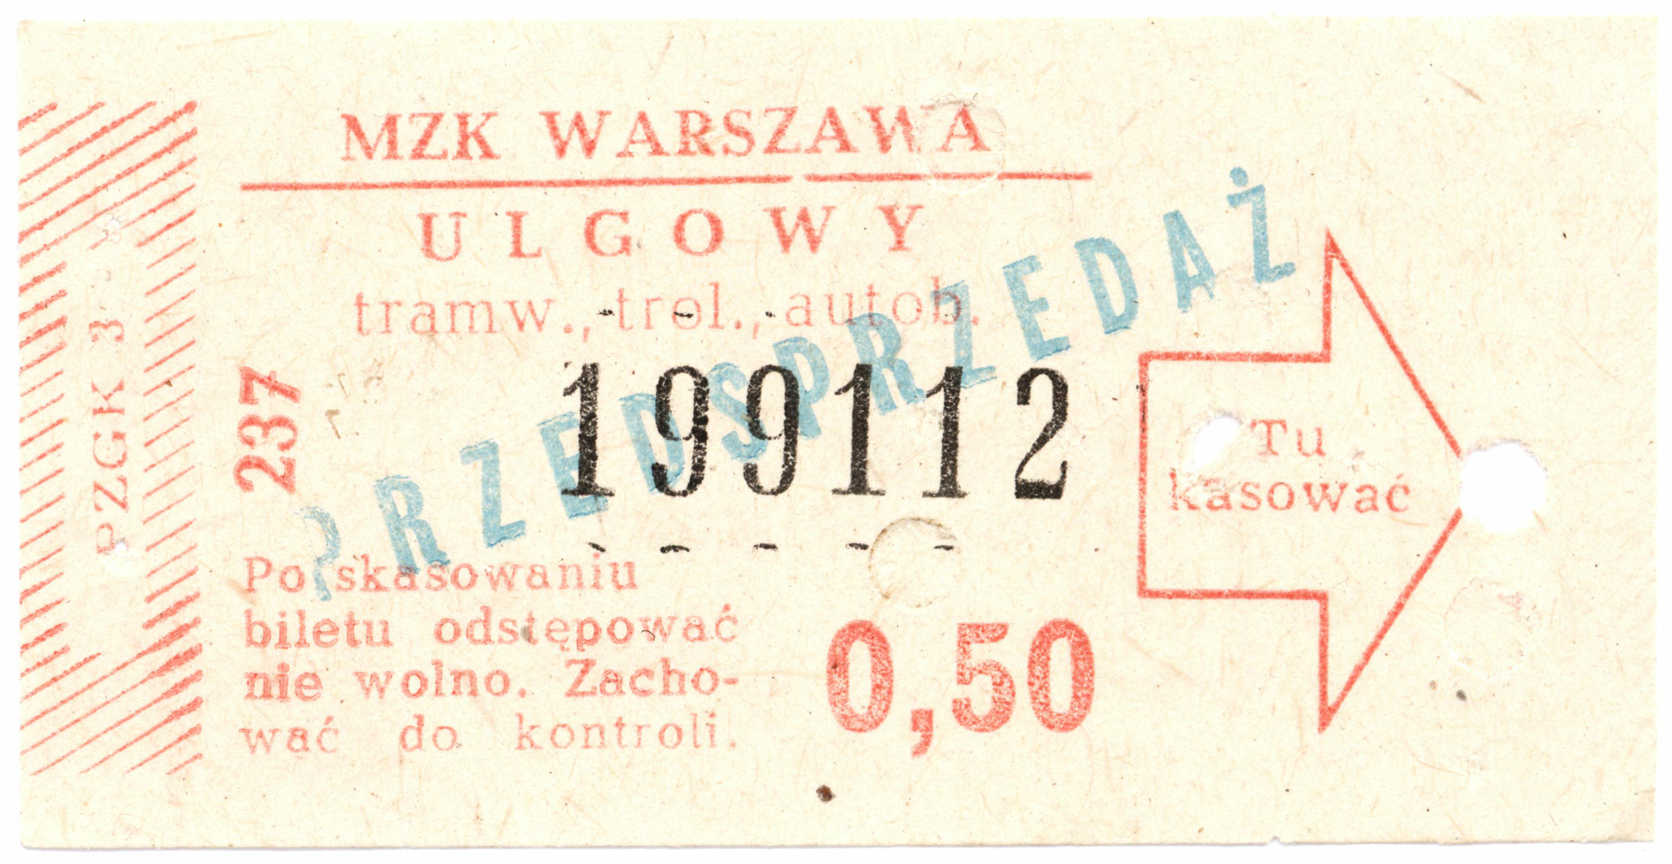 MZK WARSZAWA
ULGOWY
tramw., trol., autob.
PRZEDSPRZEDAŻ
PZGK 3
237
199112
Tu
kasować
Po skasowaniu
biletu odstępować
nie wolno. Zacho-
wać do kontroli.
0,50